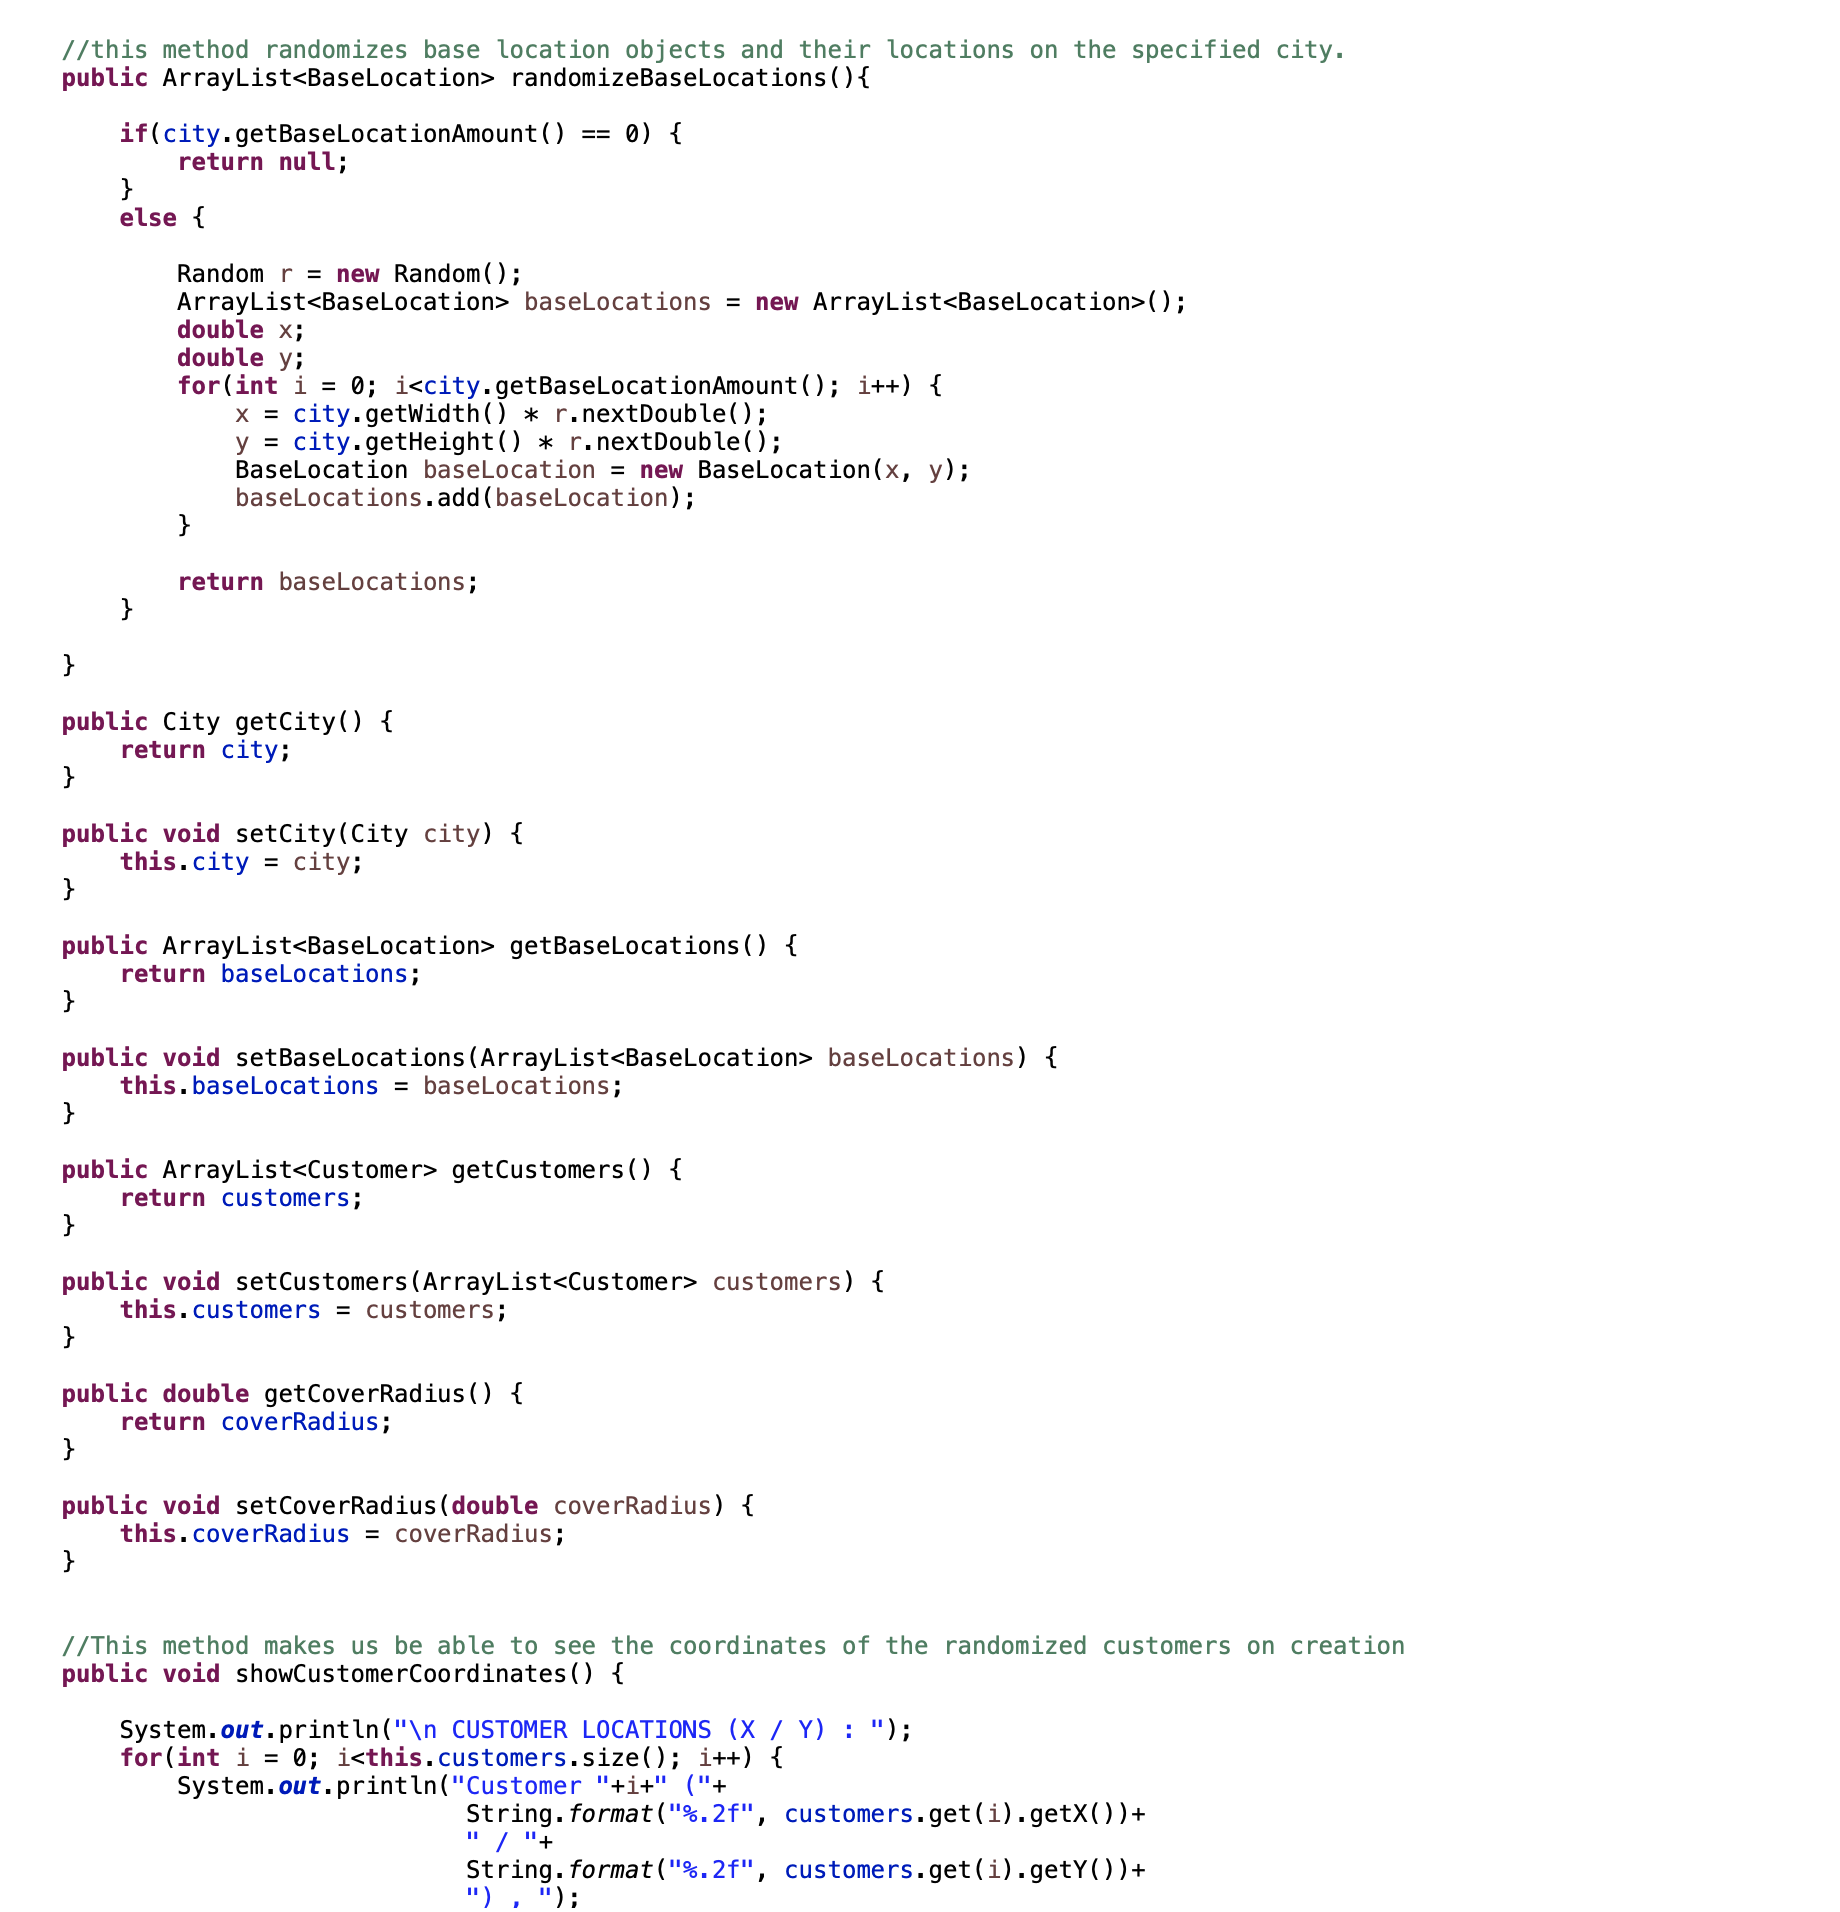 //this method randomizes base location objects and their locations on the specified city.
public ArrayList<BaseLocation> randomizeBaseLocations(){
if(city.getBaseLocationAmount() == 0) {
return null;
}
else {
Random r = new Random();
ArrayList<BaseLocation> baseLocations = new ArrayList<BaseLocation>();
double x;
double y;
for(int i = 0; i<city.getBaseLocationAmount(); i++) {
x = city.getWidth() * r.nextDouble();
y = city.getHeight() * r.nextDouble();
BaseLocation baseLocation = new BaseLocation(x, y);
baseLocations.add(baseLocation);
}
return baseLocations;
}
}
public City getCity() {
return city;
}
public void setCity(City city) {
this.city = city;
}
public ArrayList<BaseLocation> getBaseLocations() {
return baseLocations;
}
public void setBaseLocations(ArrayList<BaseLocation> baseLocations) {
this.baseLocations = baseLocations;
}
public ArrayList<Customer> getCustomers() {
return customers;
}
public void setCustomers(ArrayList<Customer> customers) {
this.customers = customers;
}
public double getCoverRadius() {
return coverRadius;
}
public void setCoverRadius(double coverRadius) {
this.coverRadius = coverRadius;
}
//This method makes us be able to see the coordinates of the randomized customers on creation
public void showCustomerCoordinates() {
System.out.println("\n CUSTOMER LOCATIONS (X / Y) : ");
for(int i = 0; i<this.customers.size(); i++) {
System.out.println("Customer "+i+" ("+
String.format("%.2f", customers.get(i).getX())+
" / "+
String.format("%.2f", customers.get(i).getY())+
") , ");